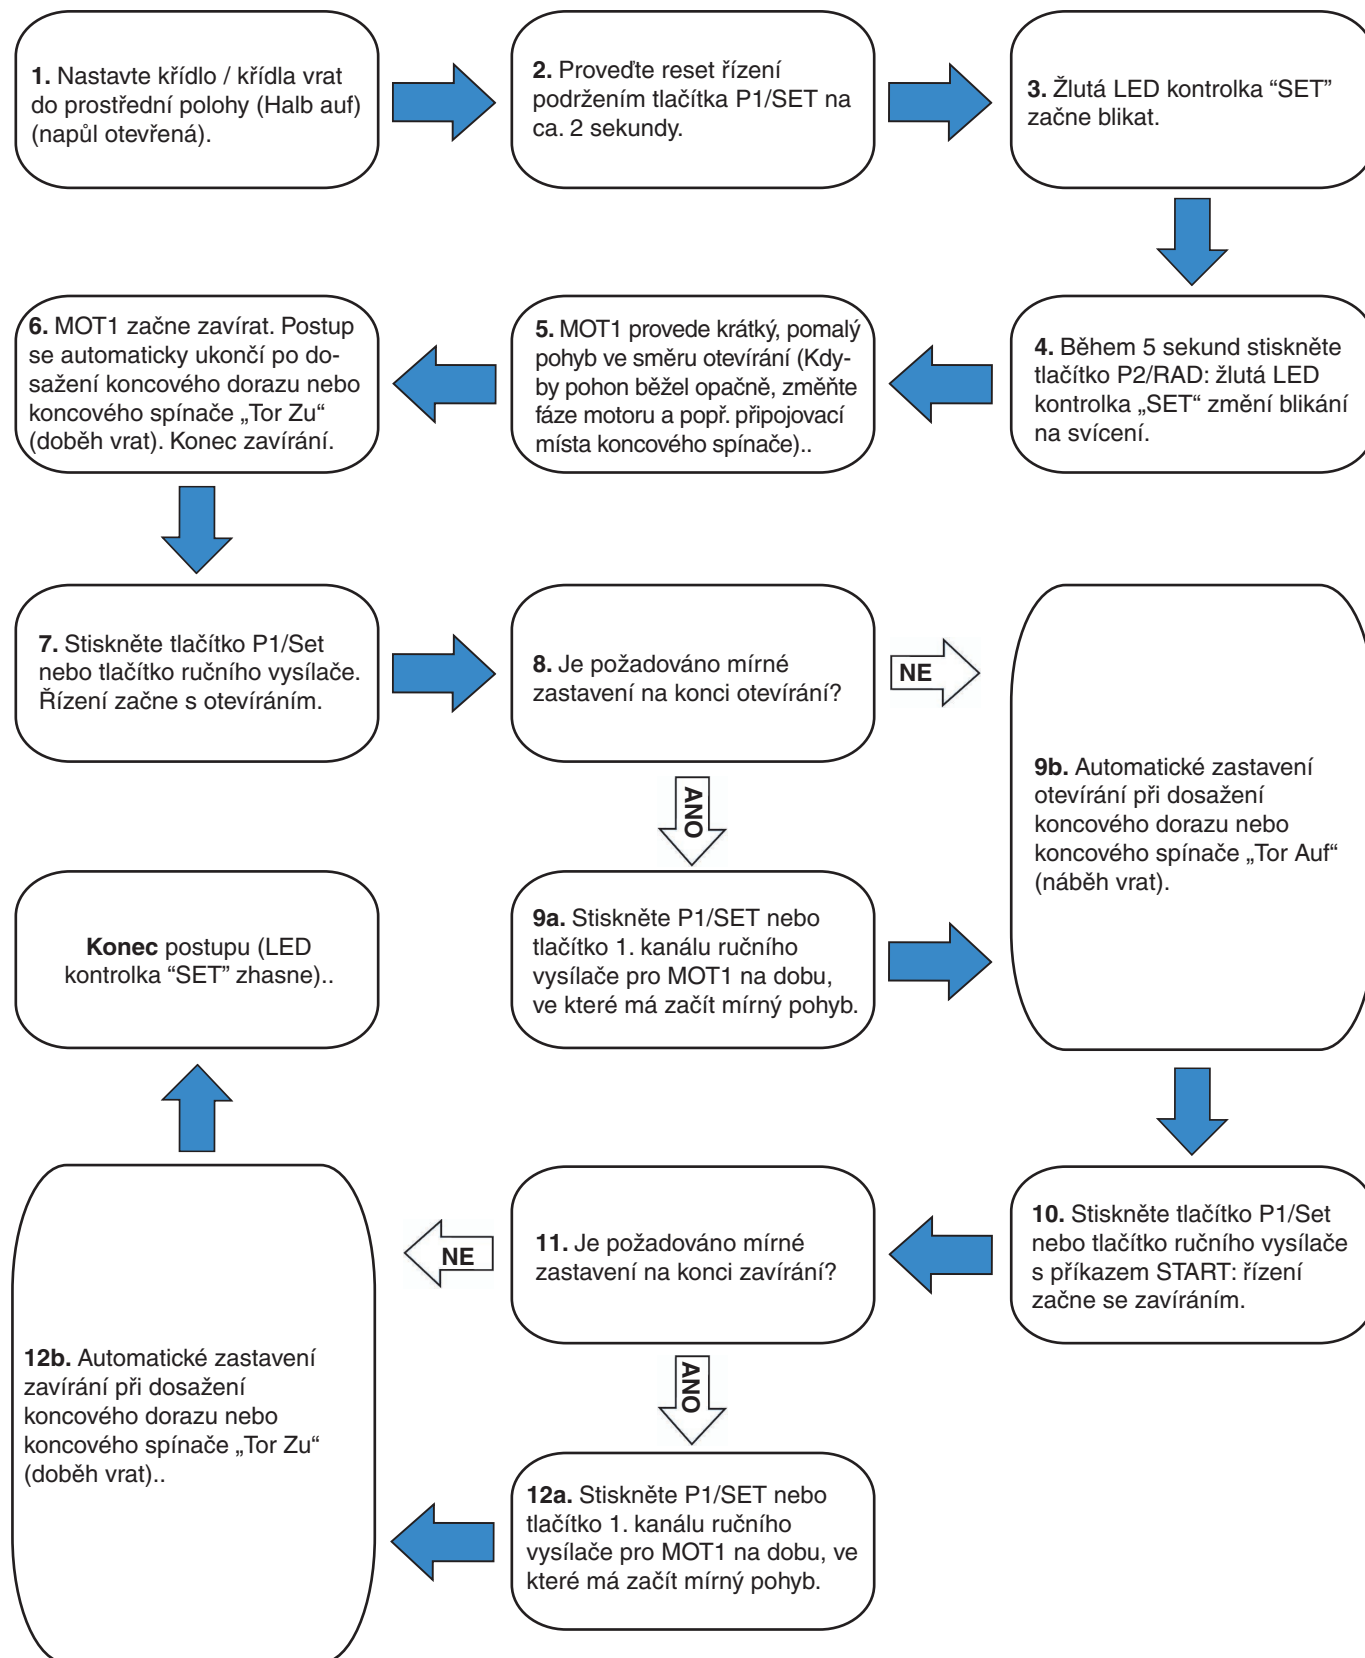 1. Nastavte křídlo / křídla vrat
do prostřední polohy (Halb auf)
(napůl otevřená).
2. Proveďte reset řízení
podržením tlačítka P1/SET na
ca. 2 sekundy.
3. Žlutá LED kontrolka “SET”
začne blikat.
4. Během 5 sekund stiskněte
tlačítko P2/RAD: žlutá LED
kontrolka „SET“ změní blikání
na svícení.
5. MOT1 provede krátký, pomalý
pohyb ve směru otevírání (Kdy-
by pohon běžel opačně, změňte
fáze motoru a popř. připojovací
místa koncového spínače)..
6. MOT1 začne zavírat. Postup
se automaticky ukončí po do-
sažení koncového dorazu nebo
koncového spínače „Tor Zu“
(doběh vrat). Konec zavírání.
7. Stiskněte tlačítko P1/Set
nebo tlačítko ručního vysílače.
Řízení začne s otevíráním.
8. Je požadováno mírné
zastavení na konci otevírání?
NE
ANO
9a. Stiskněte P1/SET nebo
tlačítko 1. kanálu ručního
vysílače pro MOT1 na dobu,
ve které má začít mírný pohyb.
9b. Automatické zastavení
otevírání při dosažení
koncového dorazu nebo
koncového spínače „Tor Auf“
(náběh vrat).
10. Stiskněte tlačítko P1/Set
nebo tlačítko ručního vysílače
s příkazem START: řízení
začne se zavíráním.
11. Je požadováno mírné
zastavení na konci zavírání?
NE
ANO
12a. Stiskněte P1/SET nebo
tlačítko 1. kanálu ručního
vysílače pro MOT1 na dobu, ve
které má začít mírný pohyb.
12b. Automatické zastavení
zavírání při dosažení
koncového dorazu nebo
koncového spínače „Tor Zu“
(doběh vrat)..
Konec postupu (LED
kontrolka “SET” zhasne)..